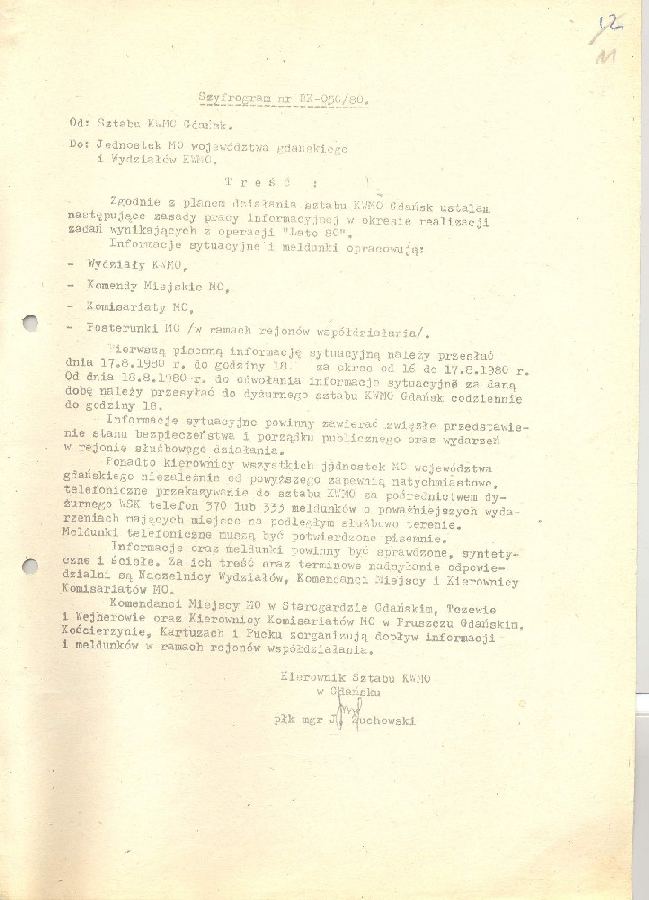 12
11
Szyfrogram nr DZ-050/80.
Od: Sztabu KWMO Gdańsk.
Do: Jednostek MO województwa gdańskiego
i Wydziałów KWMO.
Treść :
Zgodnie z planem działania sztabu KWMO Gdańsk ustalam
następujące zasady pracy informacyjnej w okresie realizacji
zadań wynikających z operacji "Lato 80".
Informacje sytuacyjne i meldunki opracowują:
- Wydziały KWMO,
- Komendy Miejskie MO,
- Komisariaty MO,
- Posterunki MO /w ramach rejonów współdziałania/.
Pierwszą pisemną informację sytuacyjną należy przesłać
dnia 17.8.1980 r. do godziny 18 za okres od 16 do 17.8.1980 r.
Od dnia 18.8.1980 r. do odwołania informacje sytuacyjne za daną
dobę należy przesyłać do dyżurnego sztabu KWMO Gdańsk codziennie
do godziny 18.
Informacje sytuacyjne powinny zawierać zwięzłe przedstawie-
nie stanu bezpieczeństwa i porządku publicznego oraz wydarzeń
w rejonie służbowego działania.
Ponadto kierownicy wszystkich jednostek MO województwa
gdańskiego niezależnie od powyższego zapewnią natychmiastowe,
telefoniczne przekazywanie do sztabu KWMO za pośrednictwem dy-
żurnego WSK telefon 370 lub 333 meldunków o poważniejszych wyda-
rzeniach mających miejsce na podległym służbowo terenie.
Meldunki telefoniczne muszą być potwierdzone pisemnie.
Informacje oraz meldunki powinny być sprawdzone, syntety-
czne i ścisłe. Za ich treść oraz terminowe nadsyłanie odpowie-
dzialni są Naczelnicy Wydziałów, Komendanci Miejscy i Kierownicy
Komisariatów MO.
Komendanci Miejscy MO w Starogardzie Gdańskim, Tczewie
i Wejherowie oraz Kierownicy Komisariatów MO w Pruszczu Gdańskim,
Kościerzynie, Kartuzach i Pucku zorganizują dopływ informacji
i meldunków w ramach rejonów współdziałania.
Kierownik Sztabu KWMO
w Gdańsku
płk mgr J. Żuchowski